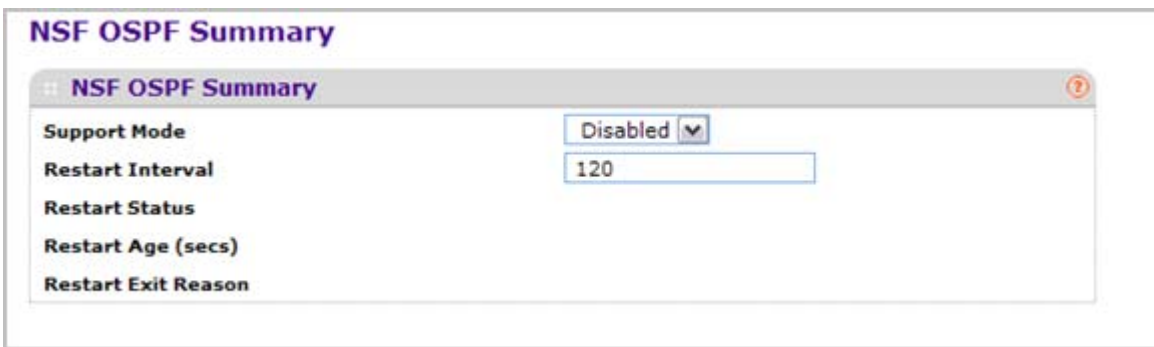 NSF OSPF Summary
NSF OSPF Summary ?
Support Mode Disabled
Restart Interval 120
Restart Status
Restart Age (secs)
Restart Exit Reason